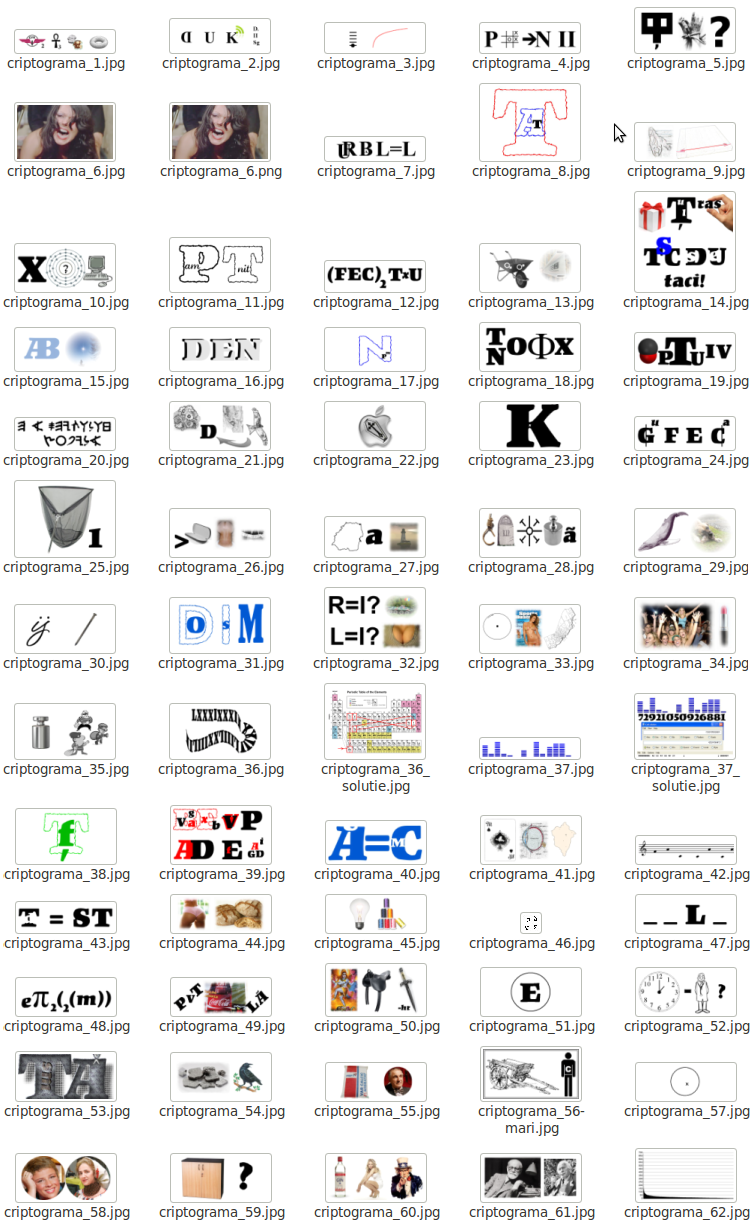 criptograma_1.jpg
criptograma_2.jpg
criptograma_3.jpg
criptograma_4.jpg
criptograma_5.jpg
criptograma_6.jpg
criptograma_6.png
criptograma_7.jpg
criptograma_8.jpg
criptograma_9.jpg
criptograma_10.jpg
criptograma_11.jpg
criptograma_12.jpg
criptograma_13.jpg
criptograma_14.jpg
criptograma_15.jpg
criptograma_16.jpg
criptograma_17.jpg
criptograma_18.jpg
criptograma_19.jpg
criptograma_20.jpg
criptograma_21.jpg
criptograma_22.jpg
criptograma_23.jpg
criptograma_24.jpg
criptograma_25.jpg
criptograma_26.jpg
criptograma_27.jpg
criptograma_28.jpg
criptograma_29.jpg
criptograma_30.jpg
criptograma_31.jpg
R=I?
L=I?
criptograma_32.jpg
criptograma_33.jpg
criptograma_34.jpg
criptograma_35.jpg
criptograma_36.jpg
criptograma_36_
solutie.jpg
criptograma_37.jpg
72921050926881
criptograma_37_
solutie.jpg
criptograma_38.jpg
criptograma_39.jpg
criptograma_40.jpg
criptograma_41.jpg
criptograma_42.jpg
criptograma_43.jpg
criptograma_44.jpg
criptograma_45.jpg
criptograma_46.jpg
_ _ L _
criptograma_47.jpg
criptograma_48.jpg
criptograma_49.jpg
criptograma_50.jpg
E
criptograma_51.jpg
criptograma_52.jpg
criptograma_53.jpg
criptograma_54.jpg
criptograma_55.jpg
criptograma_56-
mari.jpg
criptograma_57.jpg
criptograma_58.jpg
criptograma_59.jpg
criptograma_60.jpg
criptograma_61.jpg
criptograma_62.jpg